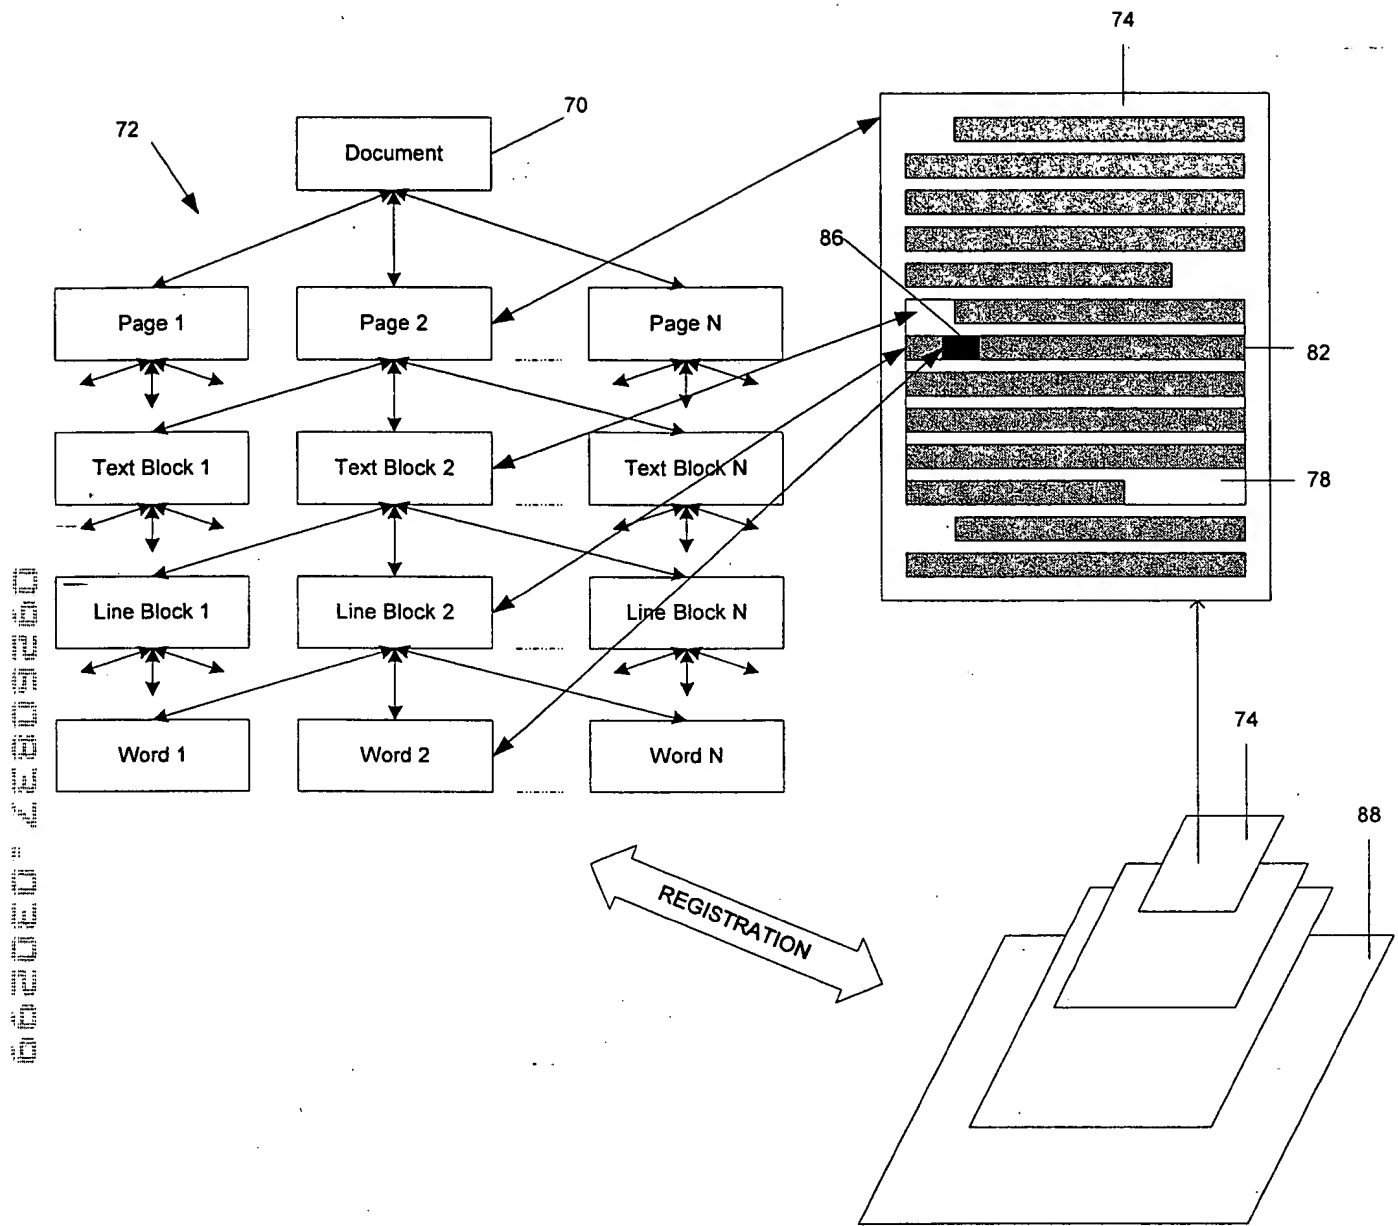 74
72
70
Document
86
Page 1
Page 2
Page N
82
Text Block 1
Text Block 2
Text Block N
78
Line Block 1
Line Block 2
Line Block N
Word 1
Word 2
Word N
74
88
REGISTRATION